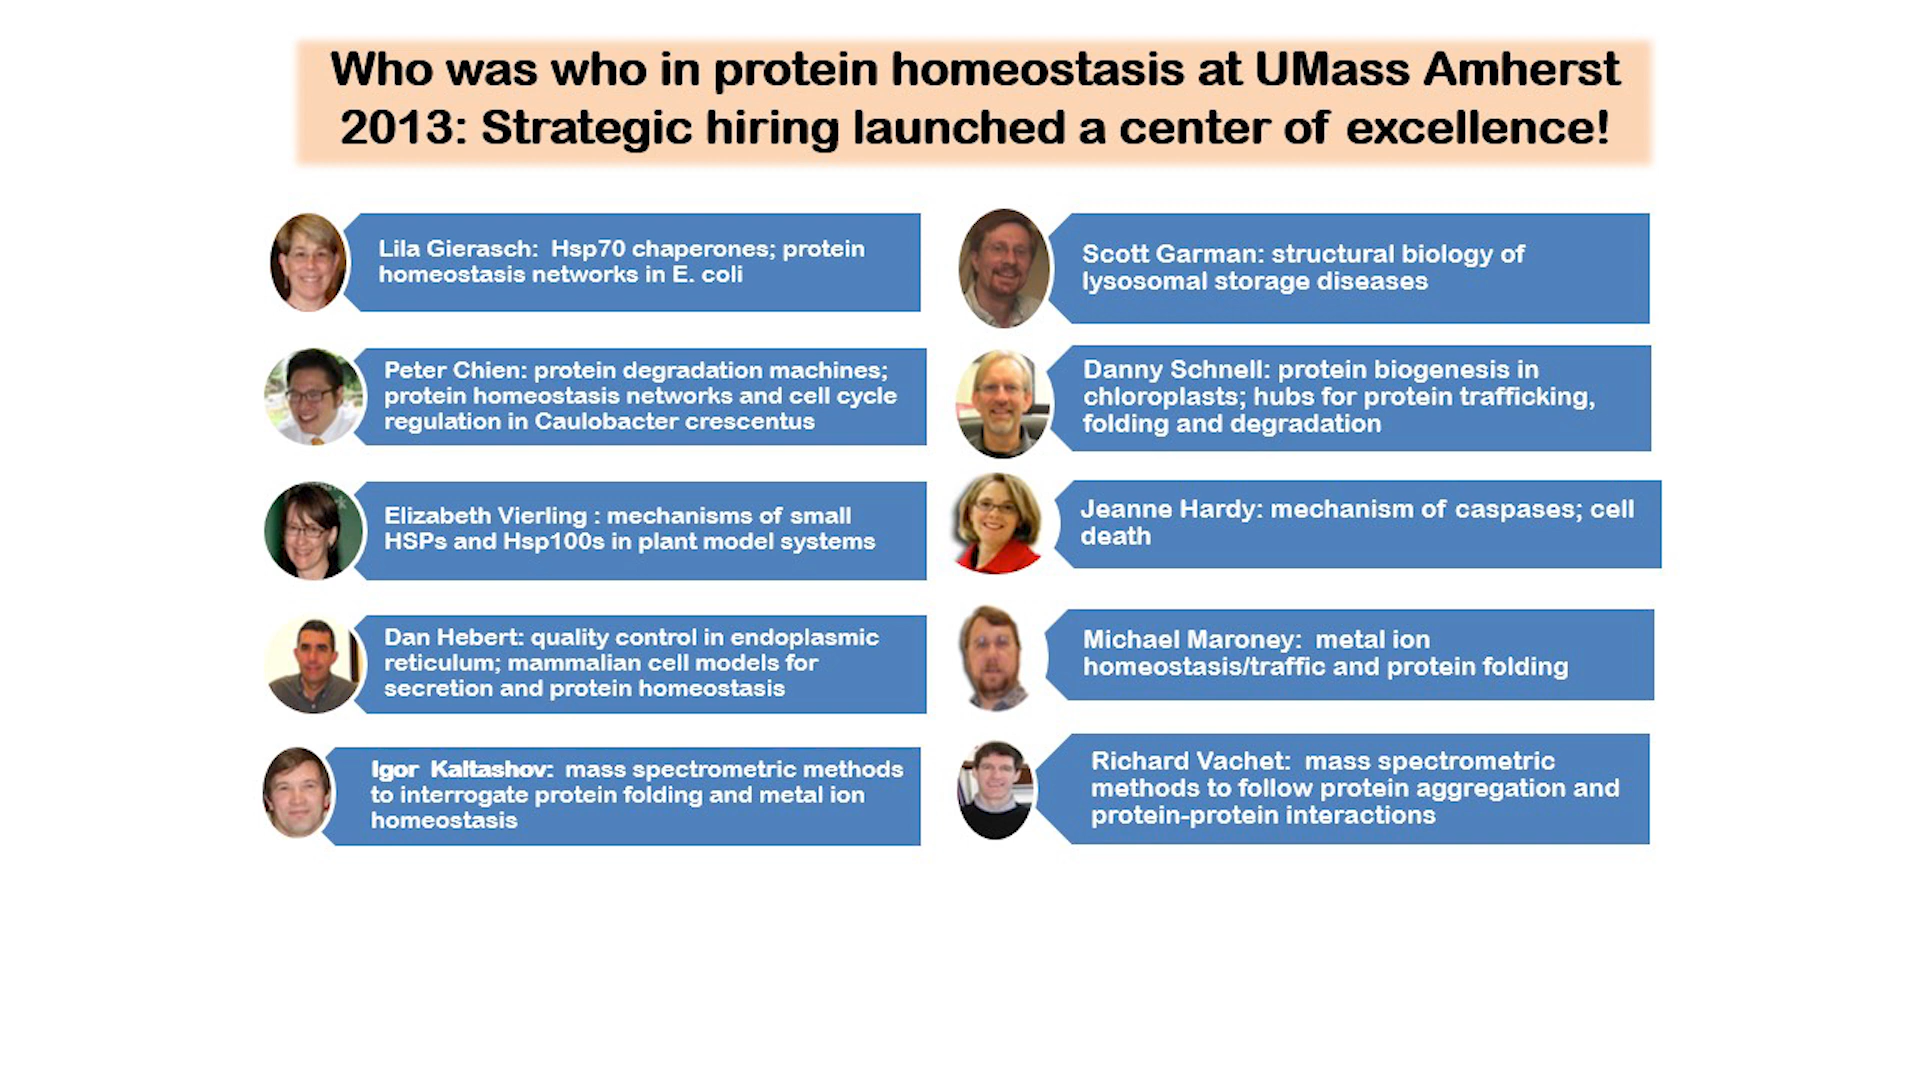 Who was who in protein homeostasis at UMass Amherst
2013: Strategic hiring launched a center of excellence!
Lila Gierasch:  Hsp70 chaperones; protein
homeostasis networks in E. coli
Peter Chien: protein degradation machines;
protein homeostasis networks and cell cycle
regulation in Caulobacter crescentus
Elizabeth Vierling : mechanisms of small
HSPs and Hsp100s in plant model systems
Dan Hebert: quality control in endoplasmic
reticulum; mammalian cell models for
secretion and protein homeostasis
Igor  Kaltashov:  mass spectrometric methods
to interrogate protein folding and metal ion
homeostasis
Scott Garman: structural biology of
lysosomal storage diseases
Danny Schnell: protein biogenesis in
chloroplasts; hubs for protein trafficking,
folding and degradation
Jeanne Hardy: mechanism of caspases; cell
death
Michael Maroney:  metal ion
homeostasis/traffic and protein folding
Richard Vachet:  mass spectrometric
methods to follow protein aggregation and
protein-protein interactions